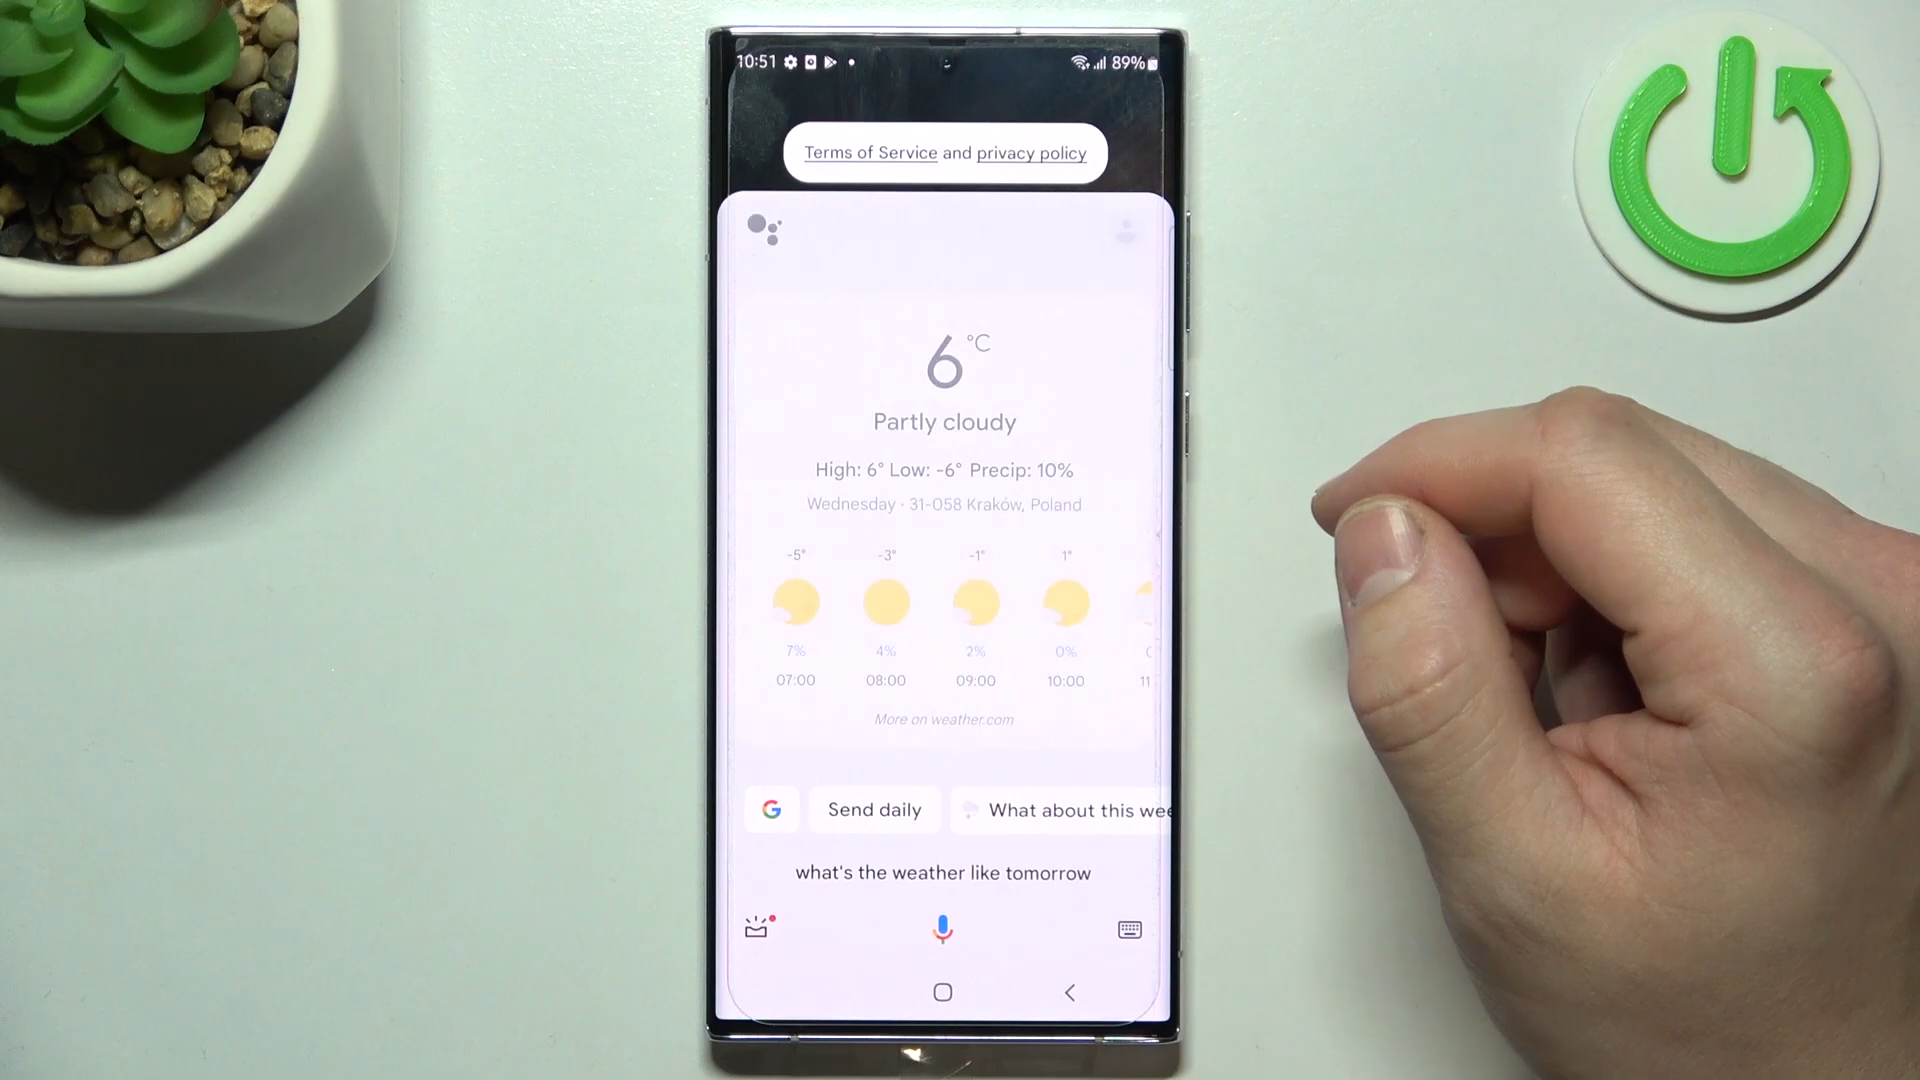 10:51 89%
Terms of Service and privacy policy
6 °C
Partly cloudy
High: 6° Low: -6° Precip: 10%
Wednesday · 31-058 Kraków, Poland
-5° -3° -1° 1°
7% 4% 2% 0%
07:00 08:00 09:00 10:00 11
More on weather.com
G Send daily What about this wee
what's the weather like tomorrow